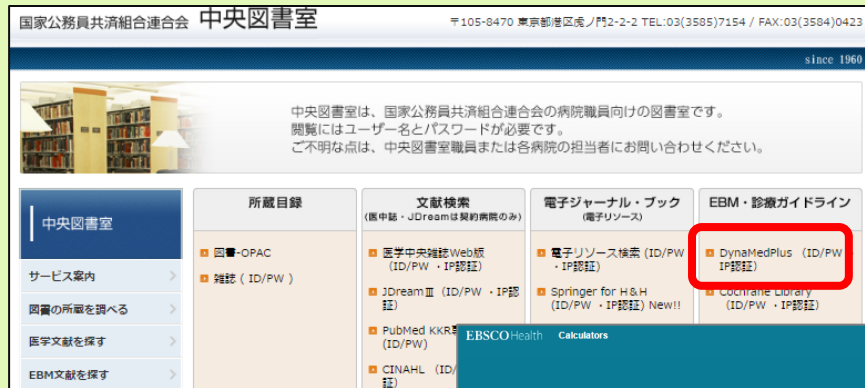 国家公務員共済組合連合会 中央図書室
〒105-8470 東京都港区虎ノ門2-2-2 TEL:03(3585)7154 / FAX:03(3584)0423
since 1960
中央図書室は、国家公務員共済組合連合会の病院職員向けの図書室です。
閲覧にはユーザー名とパスワードが必要です。
ご不明な点は、中央図書室職員または各病院の担当者にお問い合わせください。
中央図書室
サービス案内
図書の所蔵を調べる
医学文献を探す
EBM文献を探す
所蔵目録
図書-OPAC
雑誌 ( ID/PW )
文献検索
(医中誌・JDreamは契約病院のみ)
医学中央雑誌Web版
(ID/PW ・IP認証)
JDreamⅢ (ID/PW ・IP認
証)
PubMed KKR
(ID/PW)
CINAHL (ID/
証)
電子ジャーナル・ブック
(電子リソース)
電子リソース検索 (ID/PW
・IP認証)
Springer for H&H
(ID/PW ・IP認証) New!!
EBM・診療ガイドライン
DynaMedPlus (ID/PW ・
IP認証)
Cochrane Library
(ID/PW ・IP認証)
EBSCO Health Calculators